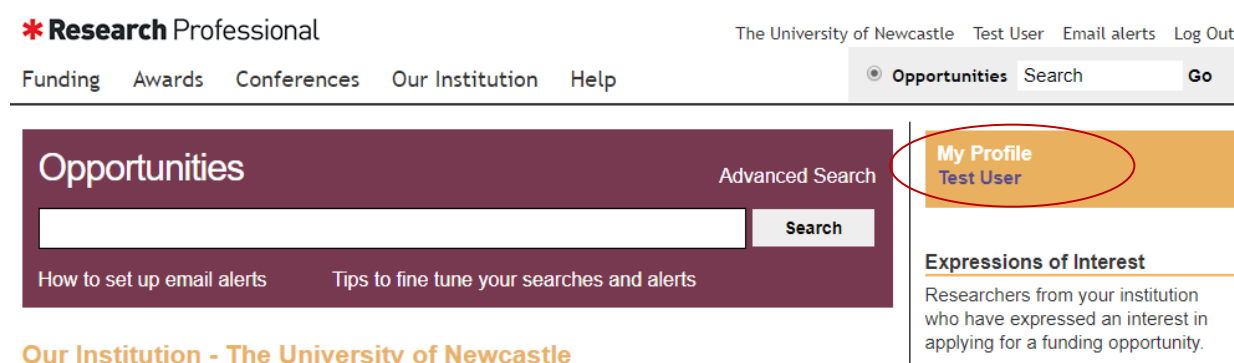 *Research Professional
The University of Newcastle Test User Email alerts Log Out
Funding Awards Conferences Our Institution Help
Opportunities Search Go
Opportunities
Advanced Search
Search
How to set up email alerts Tips to fine tune your searches and alerts
Our Institution - The University of Newcastle
My Profile
Test User
Expressions of Interest
Researchers from your institution
who have expressed an interest in
applying for a funding opportunity.